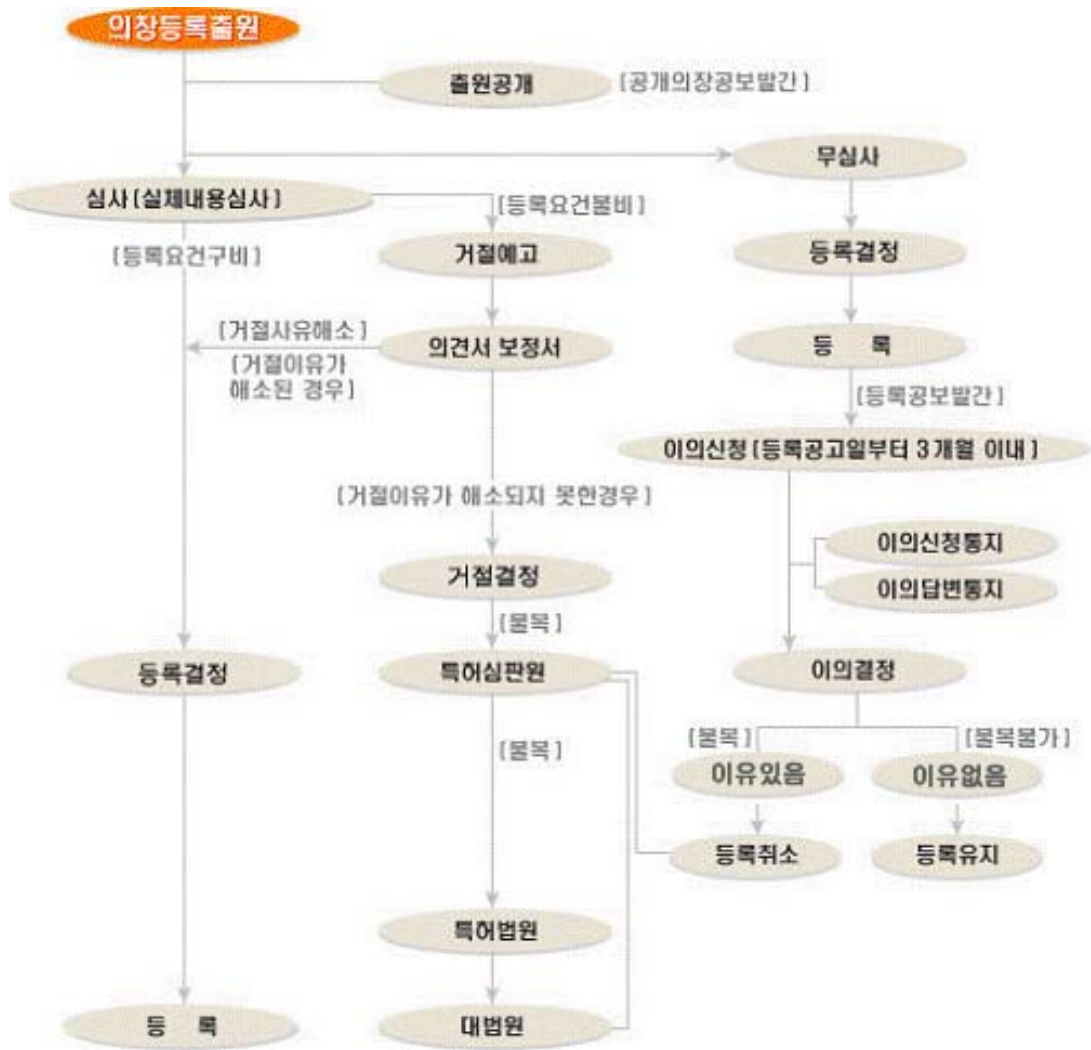 의장등록출원
출원공개
[공개의장공보발간]
무심사
심사[실체내용심사]
[등록요건불비]
[등록요건구비]
거절예고
등록결정
[거절사유해소]
의견서 보정서
등 록
[거절이유가
해소된 경우]
[등록공보발간]
이의신청[등록공고일부터 3개월 이내]
[거절이유가 해소되지 못한경우]
이의신청통지
거절결정
이의답변통지
[불복]
등록결정
특허심판원
이의결정
[불복]
[불복]
[불복불가]
이유있음
이유없음
등록취소
등록유지
특허법원
등 록
대법원